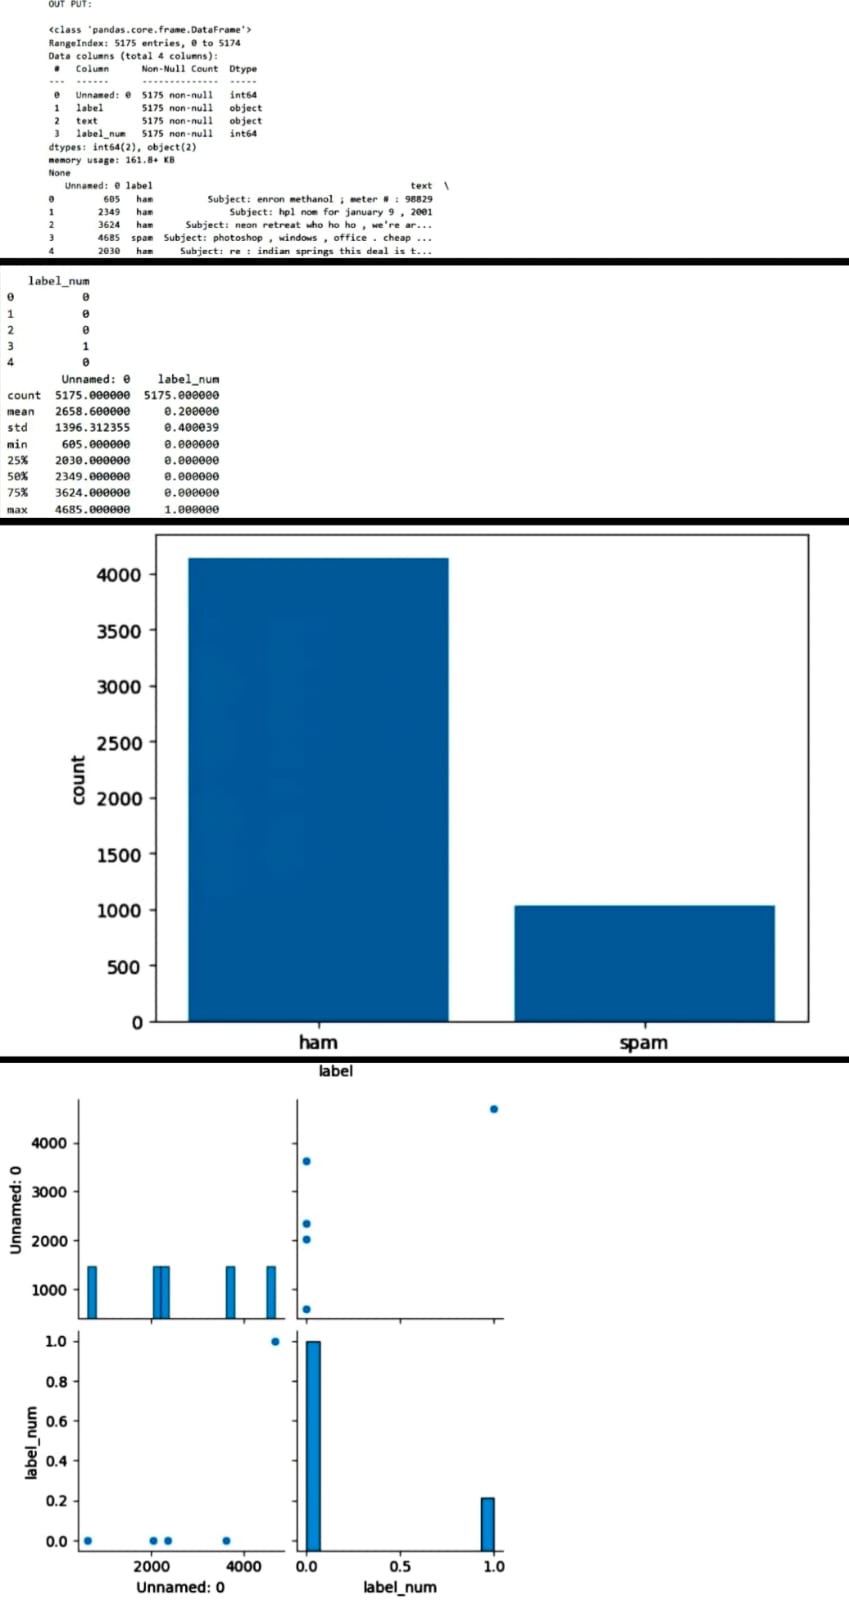 OUT PUT:
<class 'pandas.core.frame.DataFrame'>
RangeIndex: 5175 entries, 0 to 5174
Data columns (total 4 columns):
# Column Non-Null Count Dtype
--- ------ -------------- -----
0 Unnamed: 0 5175 non-null int64
1 label 5175 non-null object
2 text 5175 non-null object
3 label_num 5175 non-null int64
dtypes: int64(2), object(2)
memory usage: 161.8+ KB
None
Unnamed: 0 label text \
0 605 ham Subject: enron methanol ; meter # : 98829
1 2349 ham Subject: hpl nom for january 9 , 2001
2 3624 ham Subject: neon retreat who ho ho , we're ar...
3 4685 spam Subject: photoshop , windows , office . cheap ...
4 2030 ham Subject: re : indian springs this deal is t...
label_num
0 0
1 0
2 0
3 1
4 0
Unnamed: 0 label_num
count 5175.000000 5175.000000
mean 2658.600000 0.200000
std 1396.312355 0.400039
min 605.000000 0.000000
25% 2030.000000 0.000000
50% 2349.000000 0.000000
75% 3624.000000 0.000000
max 4685.000000 1.000000
4000
3500
3000
2500
count
2000
1500
1000
500
0
ham spam
label
4000
3000
Unnamed: 0
2000
1000
1.0
0.8
0.6
label_num
0.4
0.2
0.0
2000 4000 0.0 0.5 1.0
Unnamed: 0 label_num